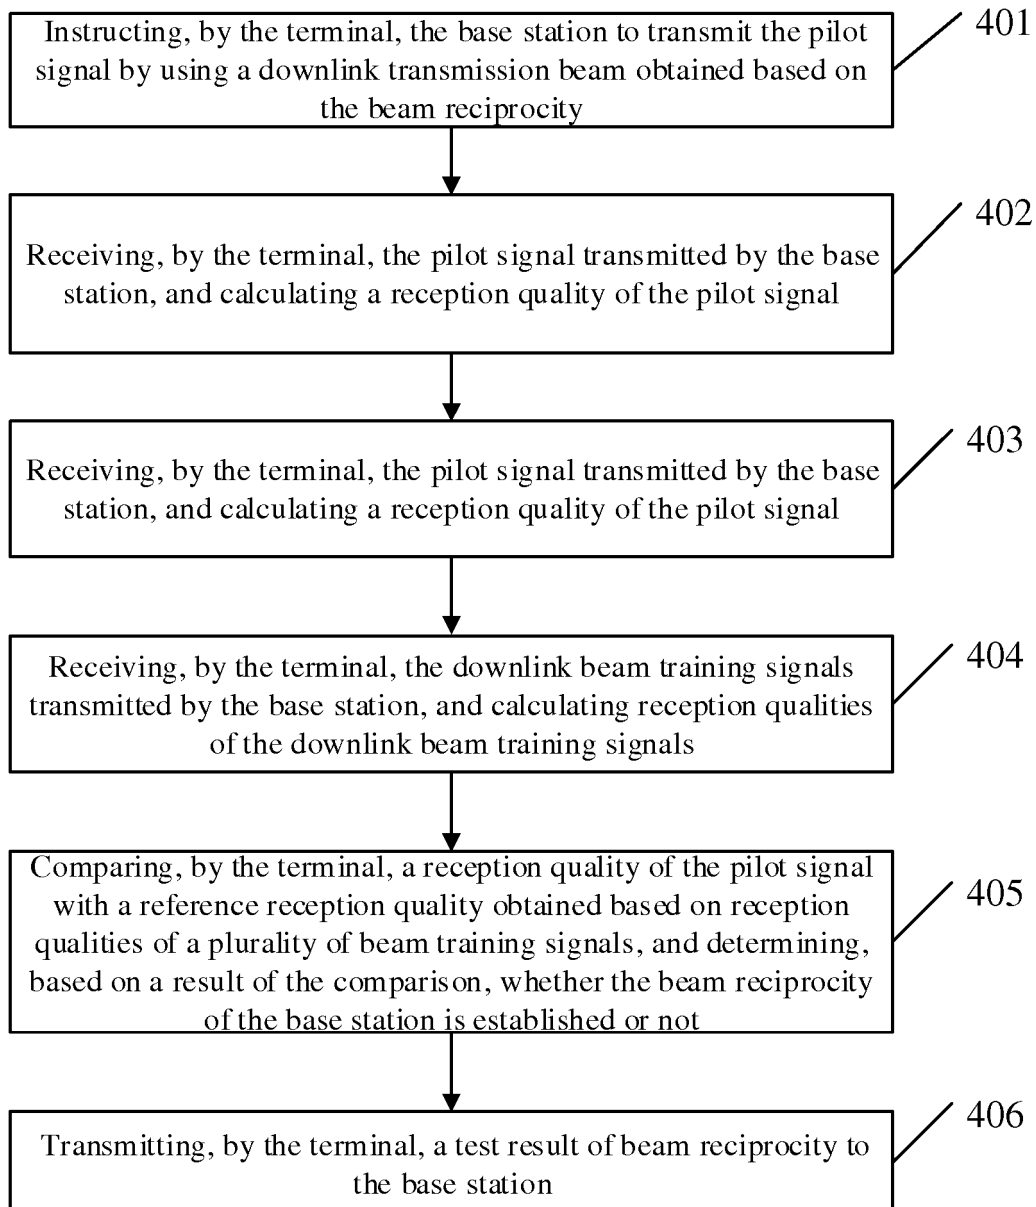 Instructing, by the terminal, the base station to transmit the pilot
signal by using a downlink transmission beam obtained based on
the beam reciprocity
401
Receiving, by the terminal, the pilot signal transmitted by the base
station, and calculating a reception quality of the pilot signal
402
Receiving, by the terminal, the pilot signal transmitted by the base
station, and calculating a reception quality of the pilot signal
403
Receiving, by the terminal, the downlink beam training signals
transmitted by the base station, and calculating reception qualities
of the downlink beam training signals
404
Comparing, by the terminal, a reception quality of the pilot signal
with a reference reception quality obtained based on reception
qualities of a plurality of beam training signals, and determining,
based on a result of the comparison, whether the beam reciprocity
of the base station is established or not
405
Transmitting, by the terminal, a test result of beam reciprocity to
the base station
406